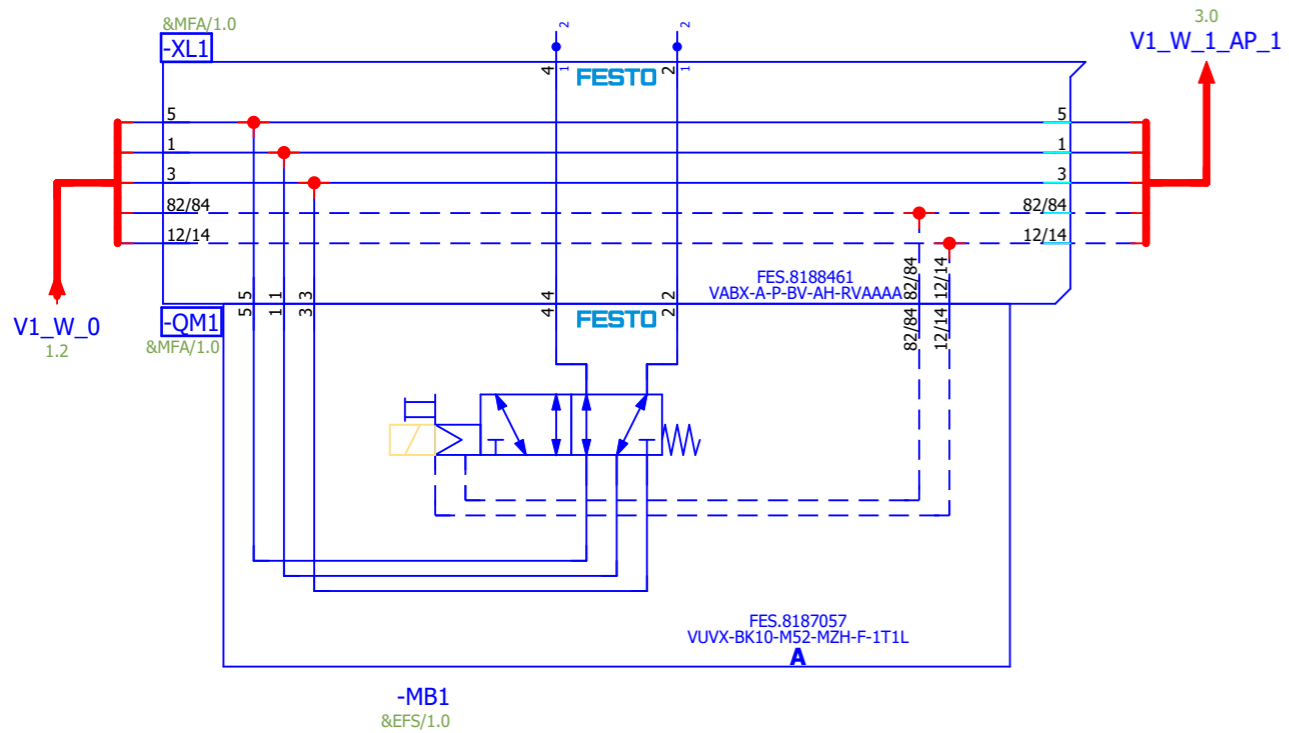 &MFA/1.0
-XL1
2
2
3.0
V1_W_1_AP_1
4
1
FESTO
2
1
5
5
1
1
3
3
82/84
82/84
12/14
12/14
FES.8188461
VABX-A-P-BV-AH-RVAAAA
5
1
3
4
2
82/84
12/14
V1_W_0
1.2
-QM1
&MFA/1.0
5
1
3
4
FESTO
2
82/84
12/14
FES.8187057
VUVX-BK10-M52-MZH-F-1T1L
A
-MB1
&EFS/1.0